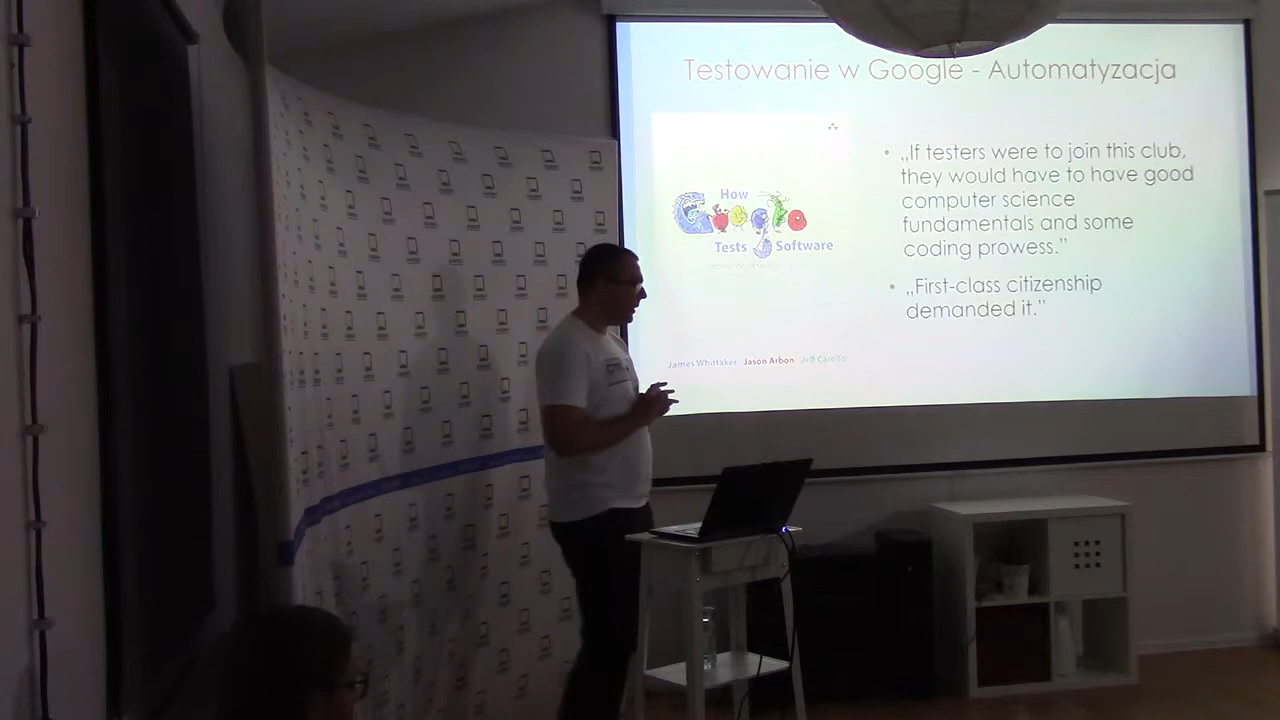 Testowanie w Google - Automatyzacja
How
Google
Tests Software
James Whittaker Jason Arbon Jeff Carollo
• „If testers were to join this club,
they would have to have good
computer science
fundamentals and some
coding prowess.”
• „First-class citizenship
demanded it.”